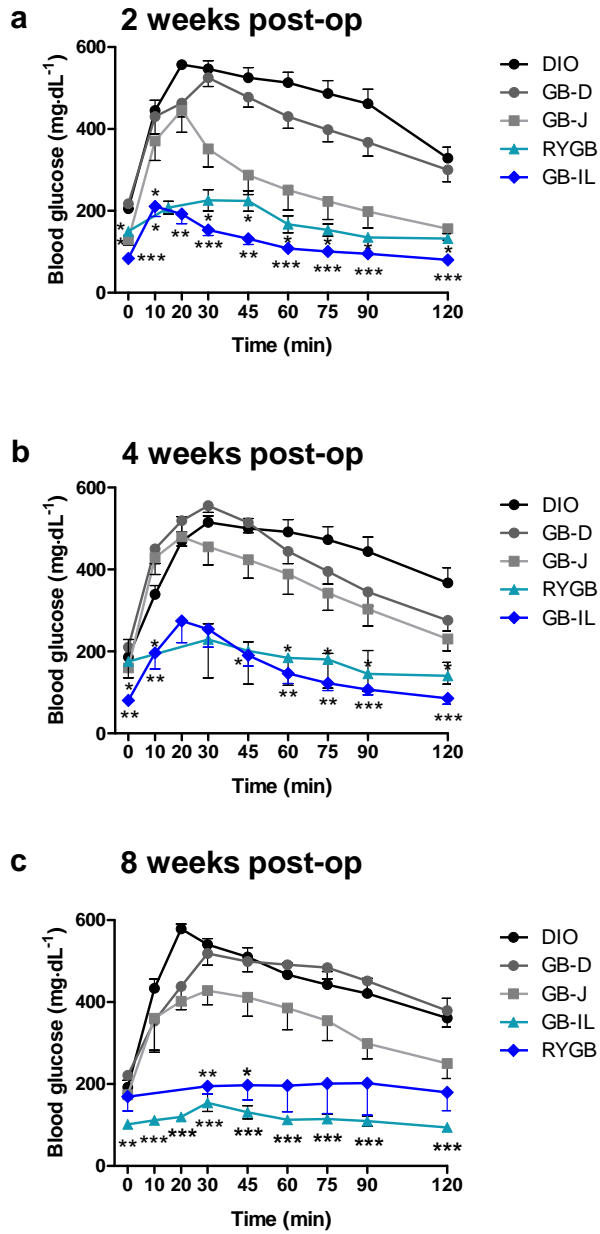 a 2 weeks post-op
600
400
200
0
Blood glucose (mg·dL-1)
* * * * * * * * *
* *** * ** *** ** *** *** *** ***
0 10 20 30 45 60 75 90 120
Time (min)
DIO
GB-D
GB-J
RYGB
GB-IL
b 4 weeks post-op
600
400
200
0
Blood glucose (mg·dL-1)
* * * * * * *
** ** ** ** *** ***
0 10 20 30 45 60 75 90 120
Time (min)
DIO
GB-D
GB-J
RYGB
GB-IL
c 8 weeks post-op
600
400
200
0
Blood glucose (mg·dL-1)
** *
** *** *** *** *** *** *** *** ***
0 10 20 30 45 60 75 90 120
Time (min)
DIO
GB-D
GB-J
GB-IL
RYGB